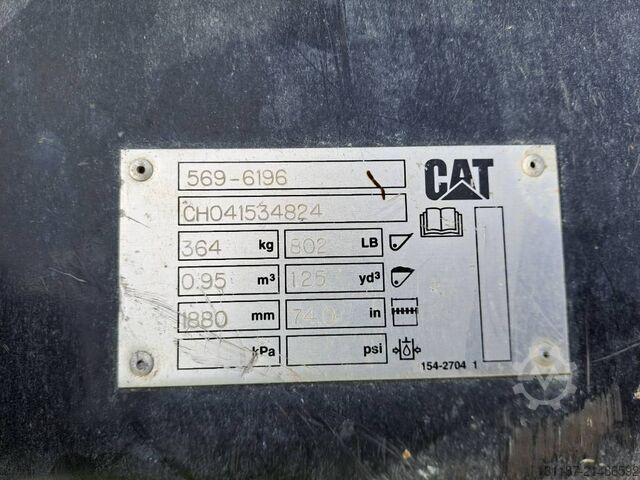 569-6196
CAT
CH041534824
364 kg 802 LB
0.95 m³ 1.25 yd³
1880 mm 74.0 in
kPa psi
154-2704 1